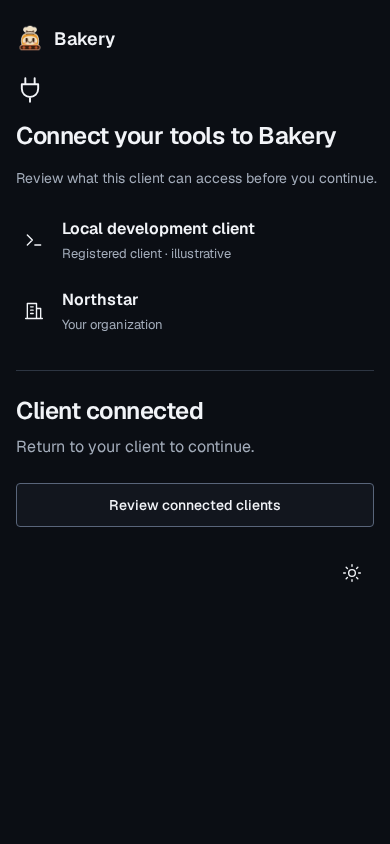 Bakery
Connect your tools to Bakery
Review what this client can access before you continue.
Local development client
Registered client · illustrative
Northstar
Your organization
Client connected
Return to your client to continue.
Review connected clients